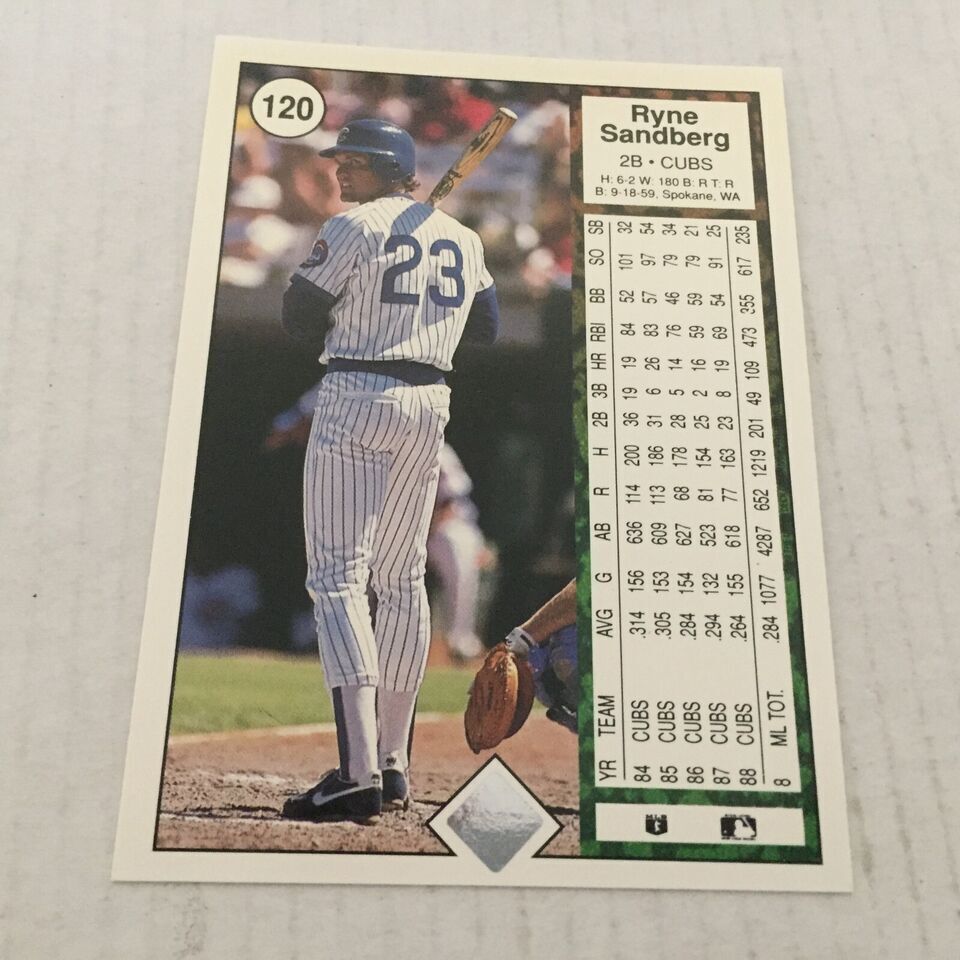 120
23
Ryne
Sandberg
2B • CUBS
H: 6-2 W: 180 B: R T: R
B: 9-18-59, Spokane, WA
YR TEAM AVG G AB R H 2B 3B HR RBI BB SO SB
84 CUBS .314 156 636 114 200 36 19 19 84 52 101 32
85 CUBS .305 153 609 113 186 31 6 26 83 57 97 54
86 CUBS .284 154 627 68 178 28 5 14 76 46 79 34
87 CUBS .294 132 523 81 154 25 2 16 59 59 79 21
88 CUBS .264 155 618 77 163 23 8 19 69 54 91 25
8 ML TOT. .284 1077 4287 652 1219 201 49 109 473 355 617 235